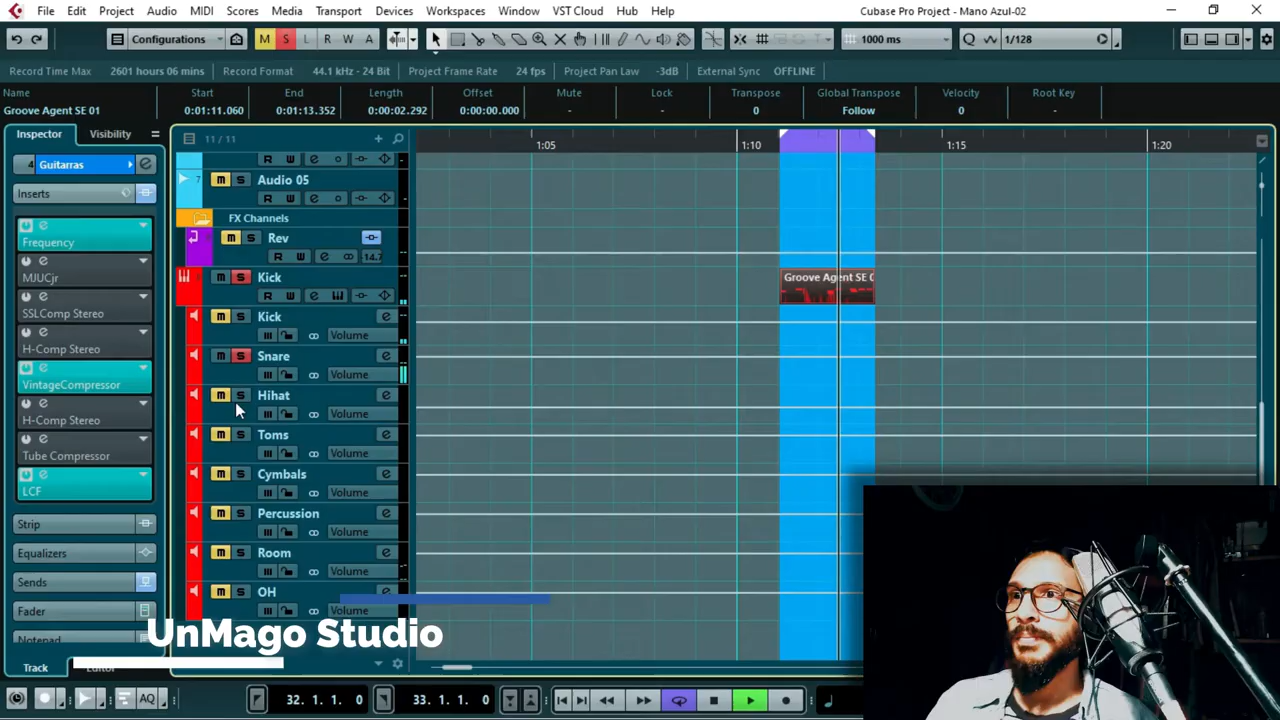 File Edit Project Audio MIDI Scores Media Transport Devices Workspaces Window VST Cloud Hub Help Cubase Pro Project - Mano Azul-02
Configurations M S L R W A 1000 ms Q 1/128
Record Time Max 2601 hours 06 mins Record Format 44.1 kHz - 24 Bit Project Frame Rate 24 fps Project Pan Law -3dB External Sync OFFLINE
Name Start End Length Offset Mute Lock Transpose Global Transpose Velocity Root Key
Groove Agent SE 01 0:01:11.060 0:01:13.352 0:00:02.292 0:00:00.000 - - 0 Follow 0 -
Inspector Visibility 11 / 11
1:05 1:10 1:15 1:20
4 Guitarras
R W e
7 m S Audio 05
Inserts
R W e
FX Channels
Frequency
m S Rev
R W e 14.7
MJUCjr
m S Kick
Groove Agent SE 0
R W e
SSLComp Stereo
Kick e
Volume
H-Comp Stereo
m S Snare e
Volume
VintageCompressor
m S Hihat e
Volume
H-Comp Stereo
m S Toms e
Volume
Tube Compressor
m S Cymbals e
Volume
LCF
m S Percussion e
Strip
Volume
Equalizers
m S Room e
Volume
Sends
m S OH e
Fader
Volume
UnMago Studio
Notepad
Track Editor
AQ 32. 1. 1. 0 33. 1. 1. 0